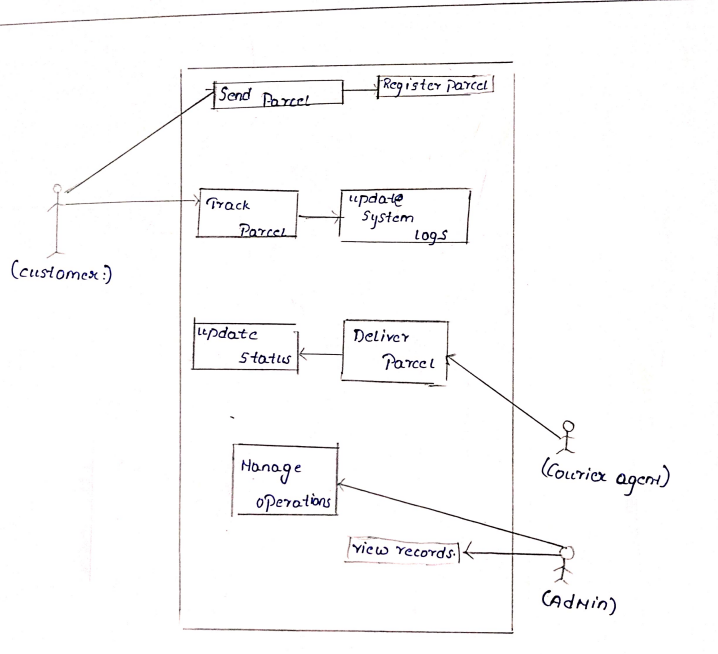 Send Parcel
Register Parcel
Track
Parcel
update
System
Logs
(customer:)
update
Status
Deliver
Parcel
(Courier agent)
Manage
operations
view records.
(AdMin)